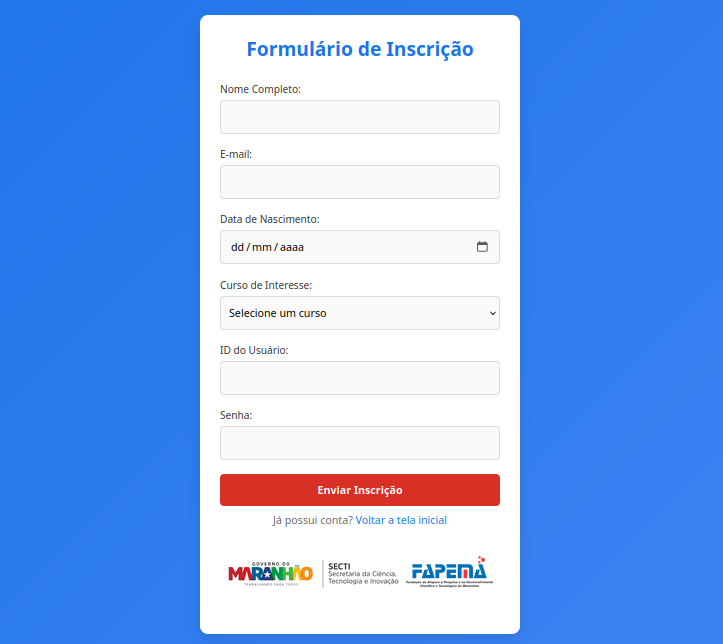 Formulário de Inscrição
Nome Completo:
E-mail:
Data de Nascimento:
dd / mm / aaaa
Curso de Interesse:
Selecione um curso
ID do Usuário:
Senha:
Enviar Inscrição
Já possui conta? Voltar a tela inicial
GOVERNO DO
MARANHÃO
TRABALHANDO PARA TODOS
SECTI
Secretaria da Ciência,
Tecnologia e Inovação
FAPEMA
Fundação de Amparo à Pesquisa e ao Desenvolvimento
Científico e Tecnológico do Maranhão